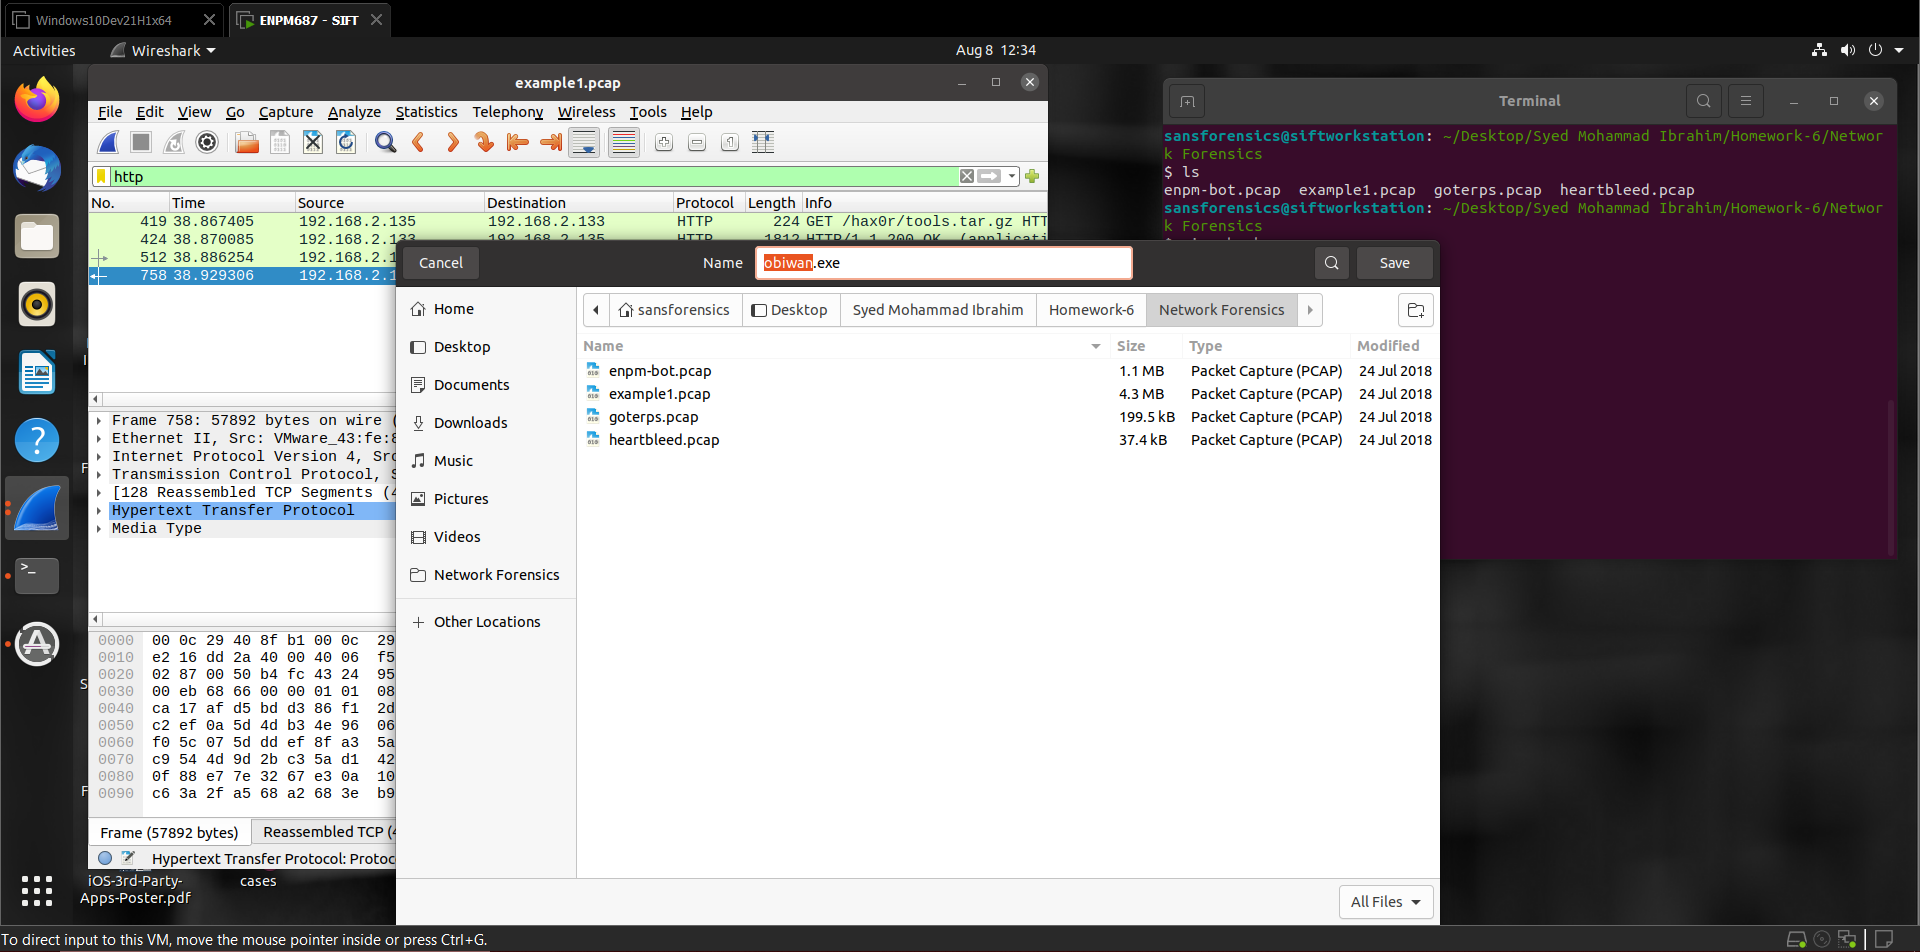 Windows10Dev21H1x64
ENPM687 - SIFT
Activities
Wireshark
Aug 8 12:34
example1.pcap
File Edit View Go Capture Analyze Statistics Telephony Wireless Tools Help
http
No. Time Source Destination Protocol Length Info
419 38.867405 192.168.2.135 192.168.2.133 HTTP 224 GET /hax0r/tools.tar.gz HTT
424 38.870085 192.168.2.133 192.168.2.135 HTTP 1812 HTTP/1.1 200 OK (applicati
512 38.886254 192.168.2.1
758 38.929306 192.168.2.1
Frame 758: 57892 bytes on wire (
Ethernet II, Src: VMware_43:fe:8
Internet Protocol Version 4, Src
Transmission Control Protocol, S
[128 Reassembled TCP Segments (4
Hypertext Transfer Protocol
Media Type
0000 00 0c 29 40 8f b1 00 0c 29
0010 e2 16 dd 2a 40 00 40 06 f5
0020 02 87 00 50 b4 fc 43 24 95
0030 00 eb 68 66 00 00 01 01 08
0040 ca 17 af d5 bd d3 86 f1 2d
0050 c2 ef 0a 5d 4d b3 4e 96 06
0060 f0 5c 07 5d dd ef 8f a3 5a
0070 c9 54 4d 9d 2b c3 5a d1 42
0080 0f 88 e7 7e 32 67 e3 0a 10
0090 c6 3a 2f a5 68 a2 68 3e b9
Frame (57892 bytes)
Reassembled TCP (4
Hypertext Transfer Protocol: Protoc
iOS-3rd-Party-
Apps-Poster.pdf
cases
Cancel
Name
obiwan.exe
Save
Home
Desktop
Documents
Downloads
Music
Pictures
Videos
Network Forensics
Other Locations
sansforensics
Desktop
Syed Mohammad Ibrahim
Homework-6
Network Forensics
Name Size Type Modified
enpm-bot.pcap 1.1 MB Packet Capture (PCAP) 24 Jul 2018
example1.pcap 4.3 MB Packet Capture (PCAP) 24 Jul 2018
goterps.pcap 199.5 kB Packet Capture (PCAP) 24 Jul 2018
heartbleed.pcap 37.4 kB Packet Capture (PCAP) 24 Jul 2018
All Files
Terminal
sansforensics@siftworkstation: ~/Desktop/Syed Mohammad Ibrahim/Homework-6/Networ
k Forensics
$ ls
enpm-bot.pcap example1.pcap goterps.pcap heartbleed.pcap
sansforensics@siftworkstation: ~/Desktop/Syed Mohammad Ibrahim/Homework-6/Networ
k Forensics
To direct input to this VM, move the mouse pointer inside or press Ctrl+G.